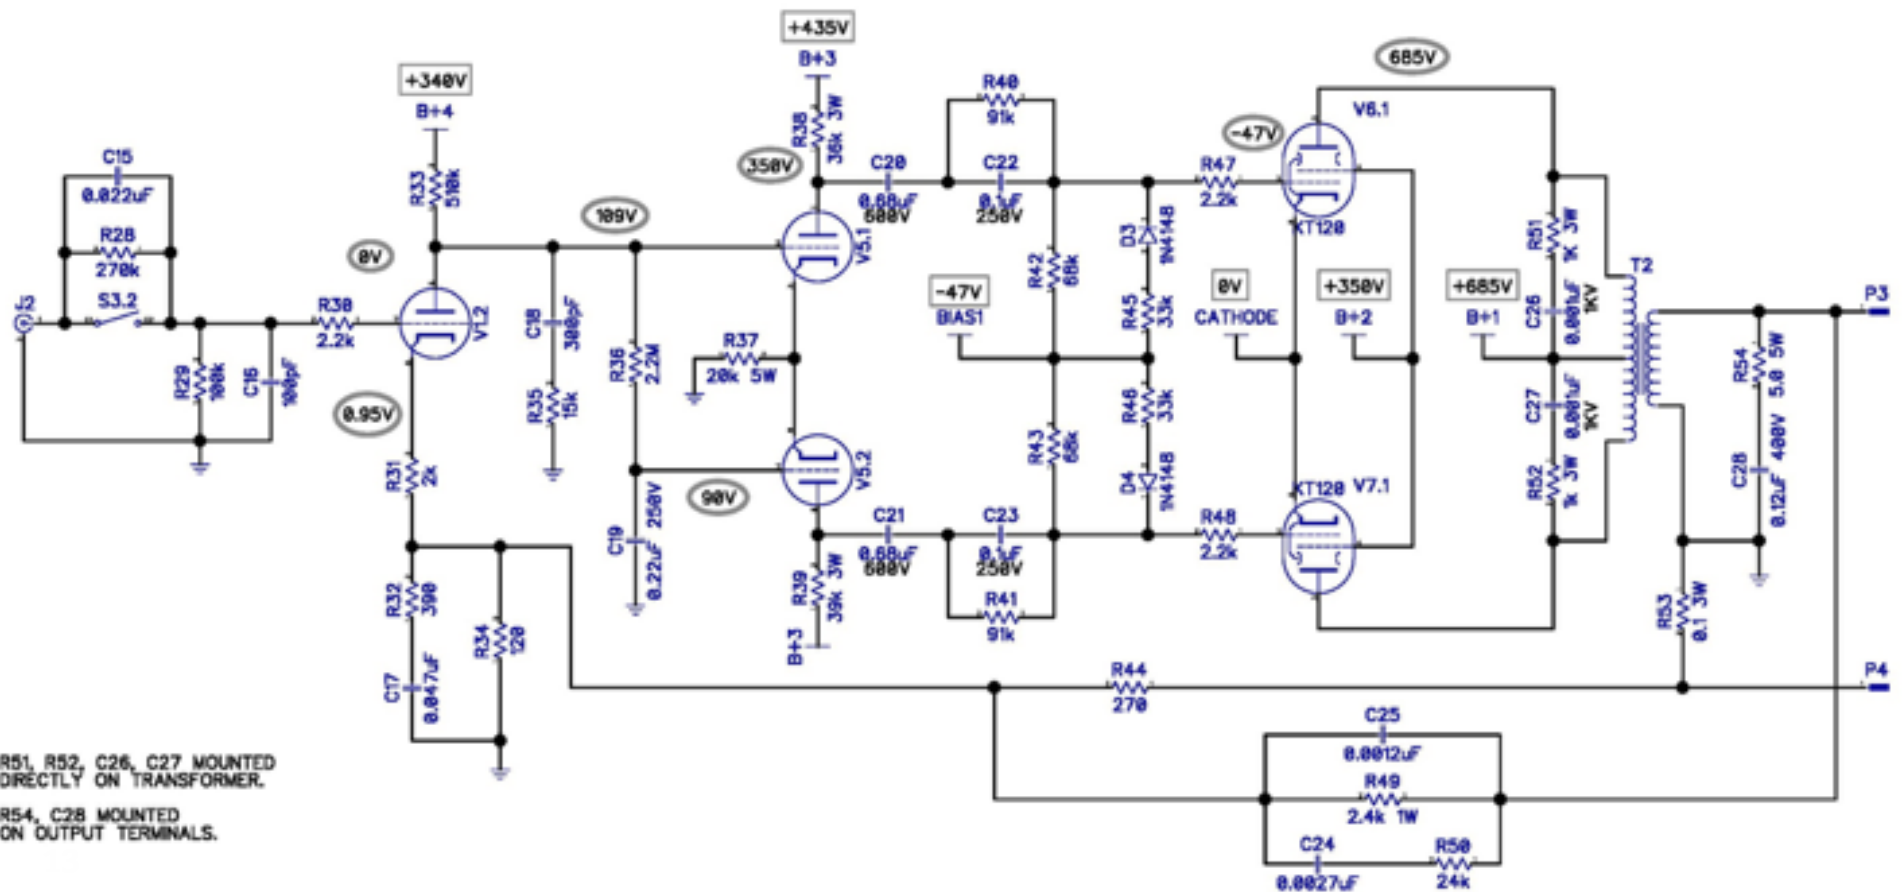 +435V
B+3
685V
+340V
B+4
R38
36k 3W
R40
91k
V6.1
-47V
C15
0.022uF
R33
510k
350V
C20
0.68uF
600V
C22
0.1uF
250V
R47
2.2k
KT120
R28
270k
0V
109V
V5.1
D3
1N4148
R51
1K 3W
S3.2
R42
68k
T2
R30
2.2k
V1.2
C18
300pF
R37
20k 5W
-47V
BIAS1
R45
33k
0V
CATHODE
+350V
B+2
+685V
B+1
C26
0.001uF
1KV
P3
R29
100k
C16
100pF
R36
2.2M
R54
5.0 5W
0.95V
R35
15k
R43
68k
R46
33k
C27
0.001uF
1KV
R31
2k
90V
V5.2
D4
1N4148
KT120
V7.1
R52
1k 3W
C28
0.12uF 400V
C19
0.22uF 250V
C21
0.68uF
600V
C23
0.1uF
250V
R48
2.2k
R32
390
R34
120
R39
39k 3W
B+3
R41
91k
R53
0.1 3W
C17
0.047uF
R44
270
P4
C25
0.0012uF
R51, R52, C26, C27 MOUNTED
DIRECTLY ON TRANSFORMER.
R49
2.4k 1W
R54, C28 MOUNTED
ON OUTPUT TERMINALS.
C24
0.0027uF
R50
24k